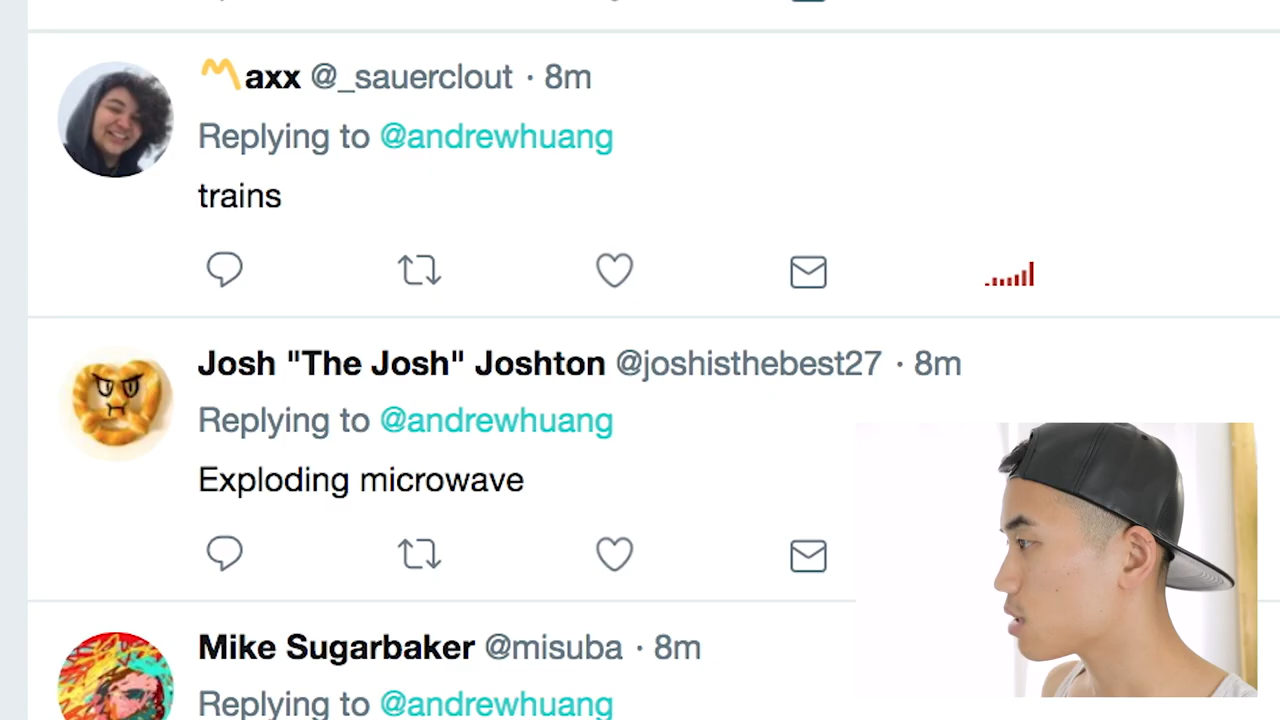 〽️axx @_sauerclout · 8m
Replying to @andrewhuang
trains
Josh "The Josh" Joshton @joshisthebest27 · 8m
Replying to @andrewhuang
Exploding microwave
Mike Sugarbaker @misuba · 8m
Replying to @andrewhuang